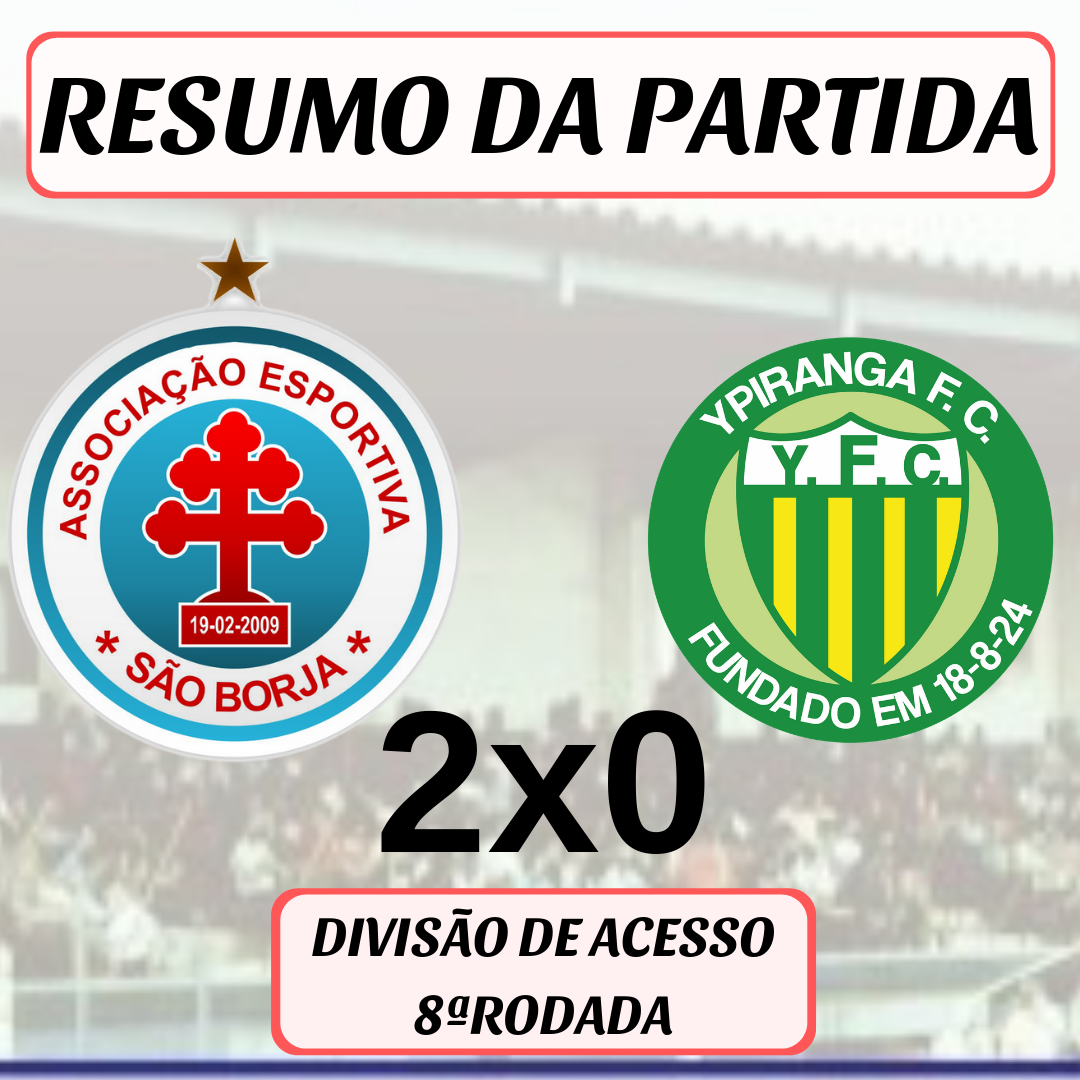 RESUMO DA PARTIDA
ASSOCIAÇÃO ESPORTIVA
19-02-2009
* SÃO BORJA *
YPIRANGA F. C.
Y. F. C.
FUNDADO EM 18-8-24
2x0
DIVISÃO DE ACESSO
8ªRODADA